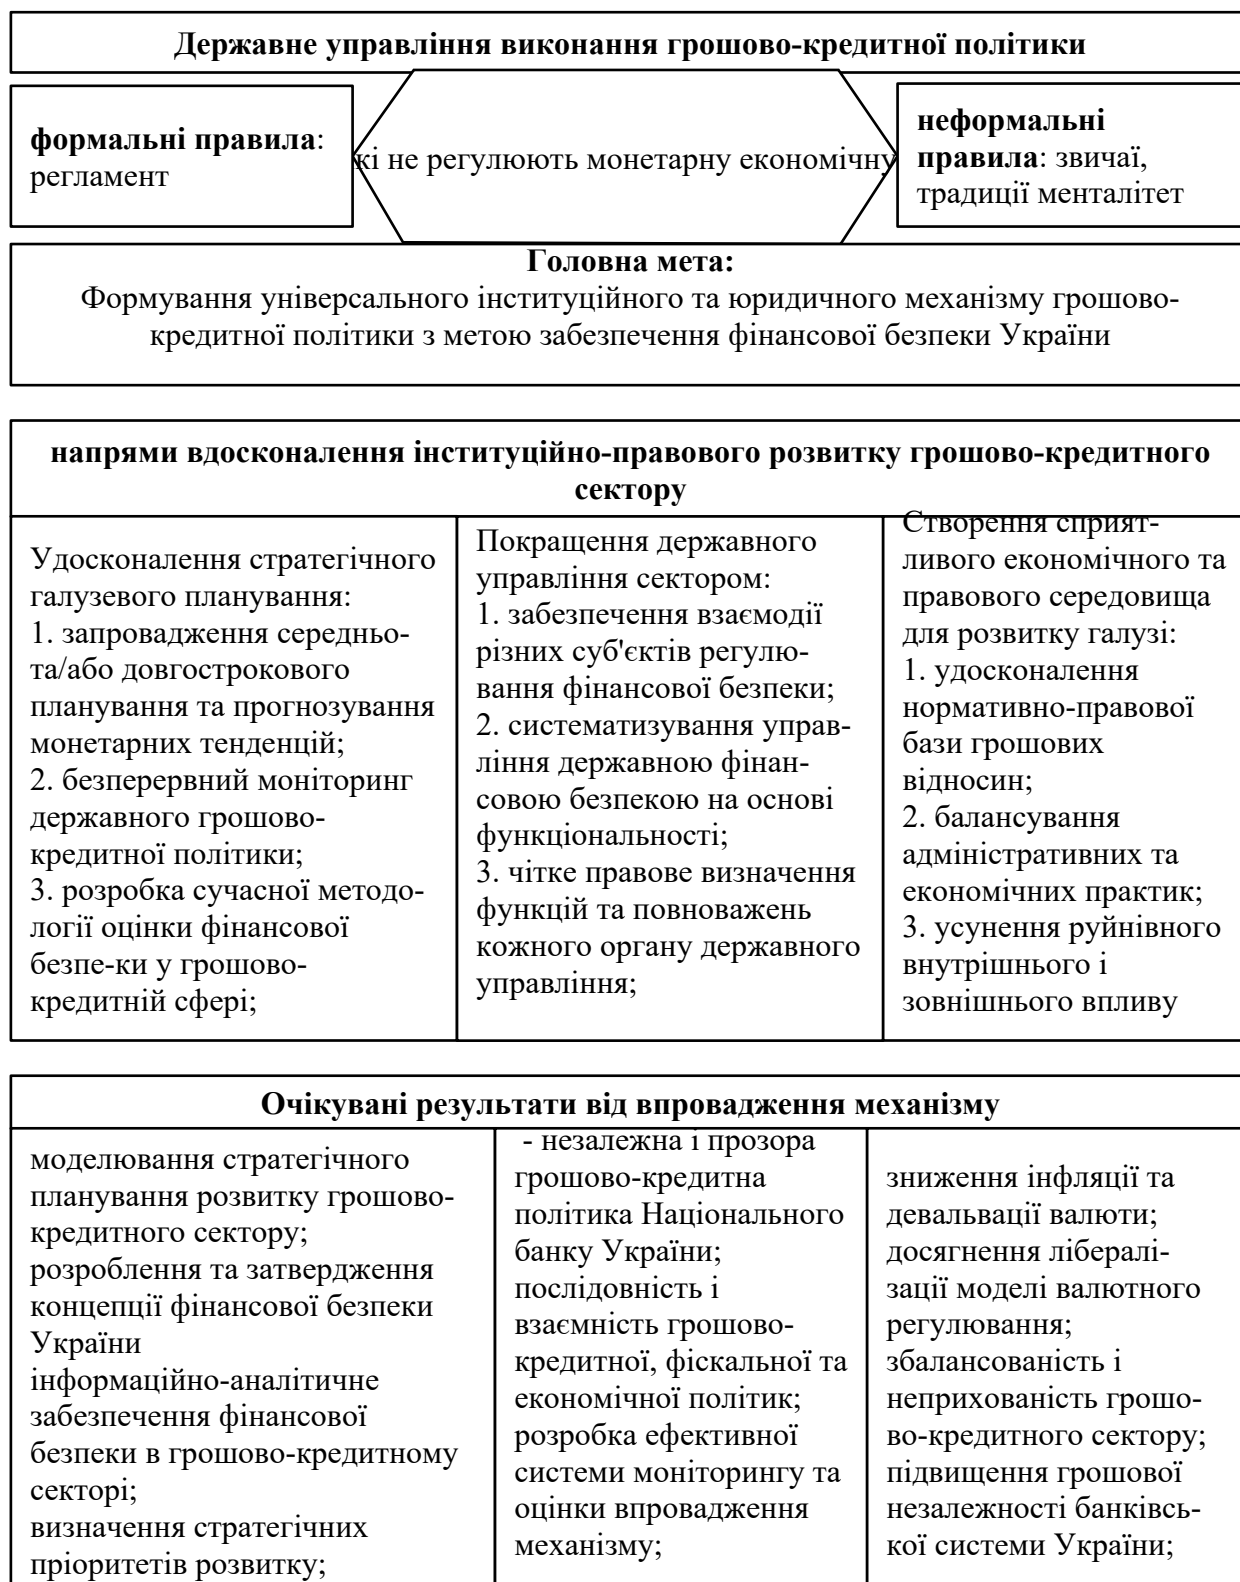 Державне управління виконання грошово-кредитної політики
формальні правила:
регламент
кі не регулюють монетарну економічну
неформальні
правила: звичаї,
традиції менталітет
Головна мета:
Формування універсального інституційного та юридичного механізму грошово-
кредитної політики з метою забезпечення фінансової безпеки України
напрями вдосконалення інституційно-правового розвитку грошово-кредитного
сектору
Удосконалення стратегічного
галузевого планування:
1. запровадження середньо-
та/або довгострокового
планування та прогнозування
монетарних тенденцій;
2. безперервний моніторинг
державного грошово-
кредитної політики;
3. розробка сучасної методо-
логії оцінки фінансової
безпе-ки у грошово-
кредитній сфері;
Покращення державного
управління сектором:
1. забезпечення взаємодії
різних суб'єктів регулю-
вання фінансової безпеки;
2. систематизування управ-
ління державною фінан-
совою безпекою на основі
функціональності;
3. чітке правове визначення
функцій та повноважень
кожного органу державного
управління;
Створення сприят-
ливого економічного та
правового середовища
для розвитку галузі:
1. удосконалення
нормативно-правової
бази грошових
відносин;
2. балансування
адміністративних та
економічних практик;
3. усунення руйнівного
внутрішнього і
зовнішнього впливу
Очікувані результати від впровадження механізму
моделювання стратегічного
планування розвитку грошово-
кредитного сектору;
розроблення та затвердження
концепції фінансової безпеки
України
інформаційно-аналітичне
забезпечення фінансової
безпеки в грошово-кредитному
секторі;
визначення стратегічних
пріоритетів розвитку;
- незалежна і прозора
грошово-кредитна
політика Національного
банку України;
послідовність і
взаємність грошово-
кредитної, фіскальної та
економічної політик;
розробка ефективної
системи моніторингу та
оцінки впровадження
механізму;
зниження інфляції та
девальвації валюти;
досягнення лібералі-
зації моделі валютного
регулювання;
збалансованість і
неприхованість грошо-
во-кредитного сектору;
підвищення грошової
незалежності банківсь-
кої системи України;